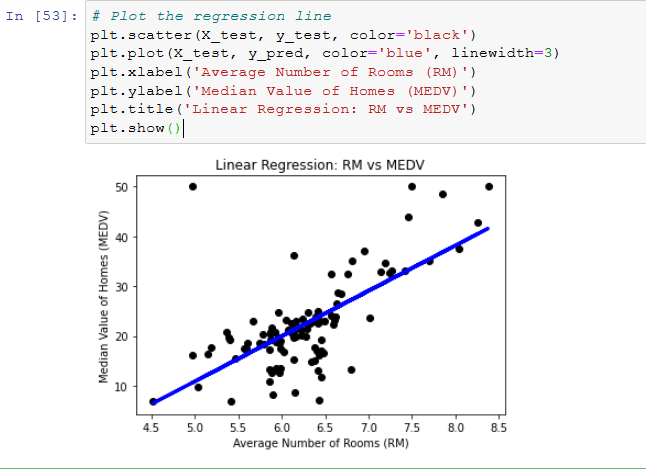 In [53]: # Plot the regression line
plt.scatter(X_test, y_test, color='black')
plt.plot(X_test, y_pred, color='blue', linewidth=3)
plt.xlabel('Average Number of Rooms (RM)')
plt.ylabel('Median Value of Homes (MEDV)')
plt.title('Linear Regression: RM vs MEDV')
plt.show()
Linear Regression: RM vs MEDV
Median Value of Homes (MEDV)
50
40
30
20
10
4.5 5.0 5.5 6.0 6.5 7.0 7.5 8.0 8.5
Average Number of Rooms (RM)